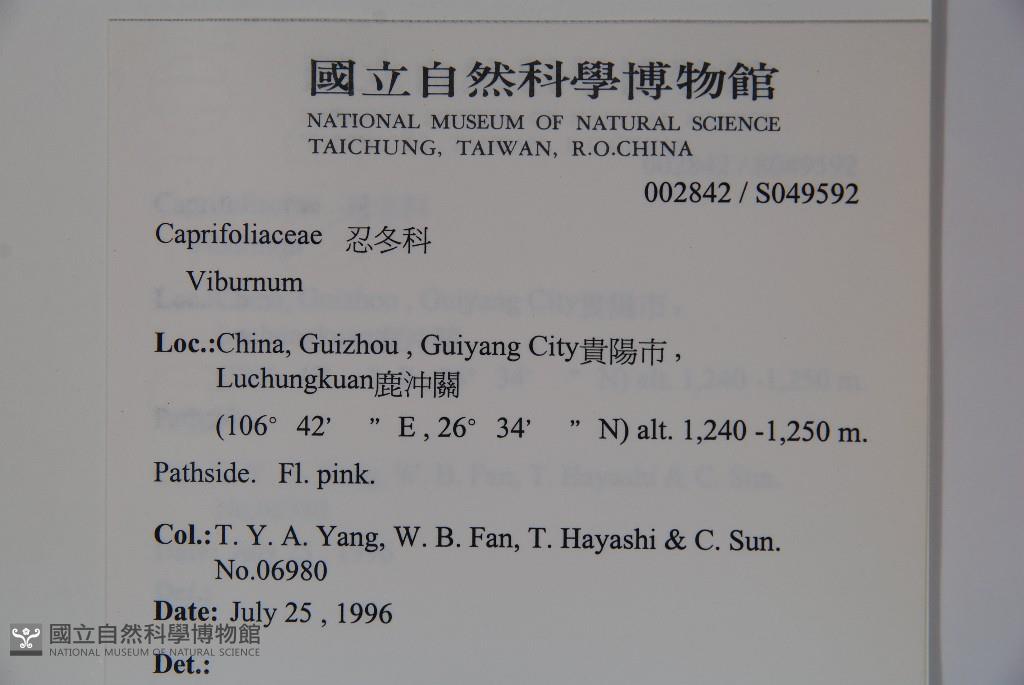 國立自然科學博物館
NATIONAL MUSEUM OF NATURAL SCIENCE
TAICHUNG, TAIWAN, R.O.CHINA
002842 / S049592
Caprifoliaceae 忍冬科
Viburnum
Loc.:China, Guizhou , Guiyang City貴陽市 ,
Luchungkuan鹿沖關
(106° 42’ ” E , 26° 34’ ” N) alt. 1,240 -1,250 m.
Pathside. Fl. pink.
Col.:T. Y. A. Yang, W. B. Fan, T. Hayashi & C. Sun.
No.06980
Date: July 25 , 1996
Det.:
國立自然科學博物館
NATIONAL MUSEUM OF NATURAL SCIENCE